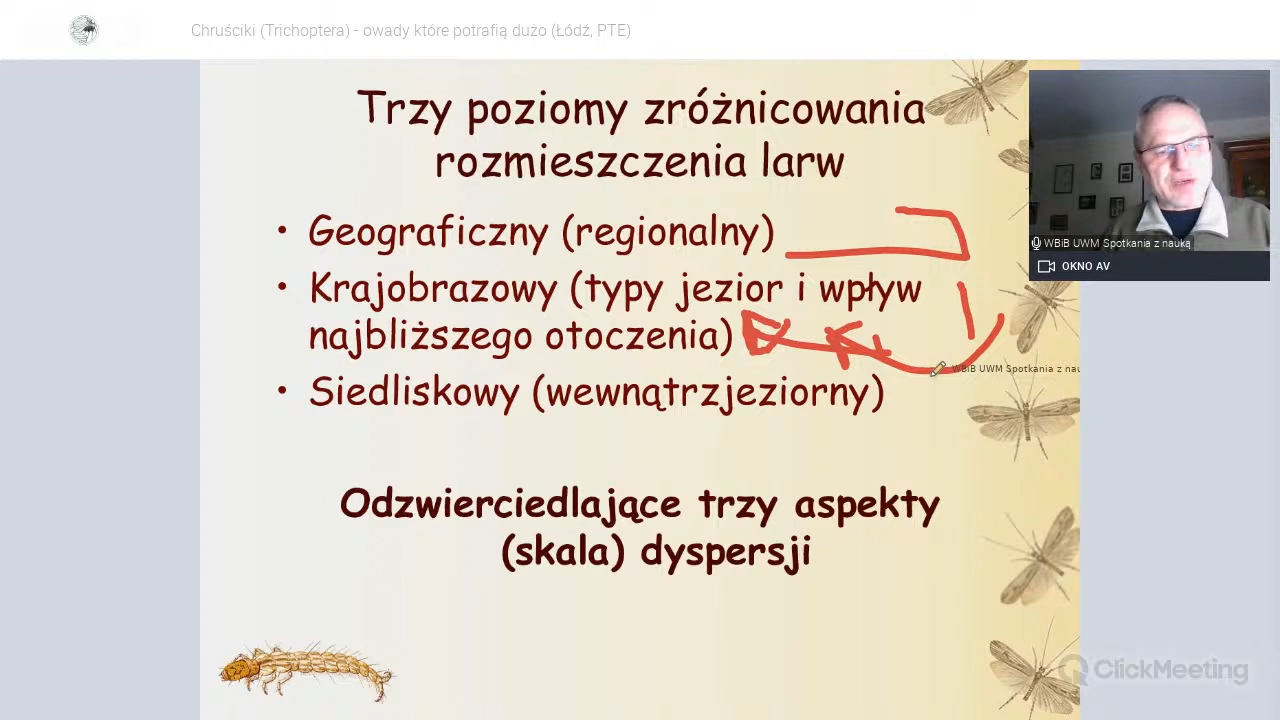 Chruściki (Trichoptera) - owady które potrafią dużo (Łódź, PTE)
Trzy poziomy zróżnicowania
rozmieszczenia larw
• Geograficzny (regionalny)
• Krajobrazowy (typy jezior i wpływ
najbliższego otoczenia)
• Siedliskowy (wewnątrzjeziorny)
Odzwierciedlające trzy aspekty
(skala) dyspersji
WBiB UWM Spotkania z nauką
OKNO AV
WBiB UWM Spotkania z nau
ClickMeeting